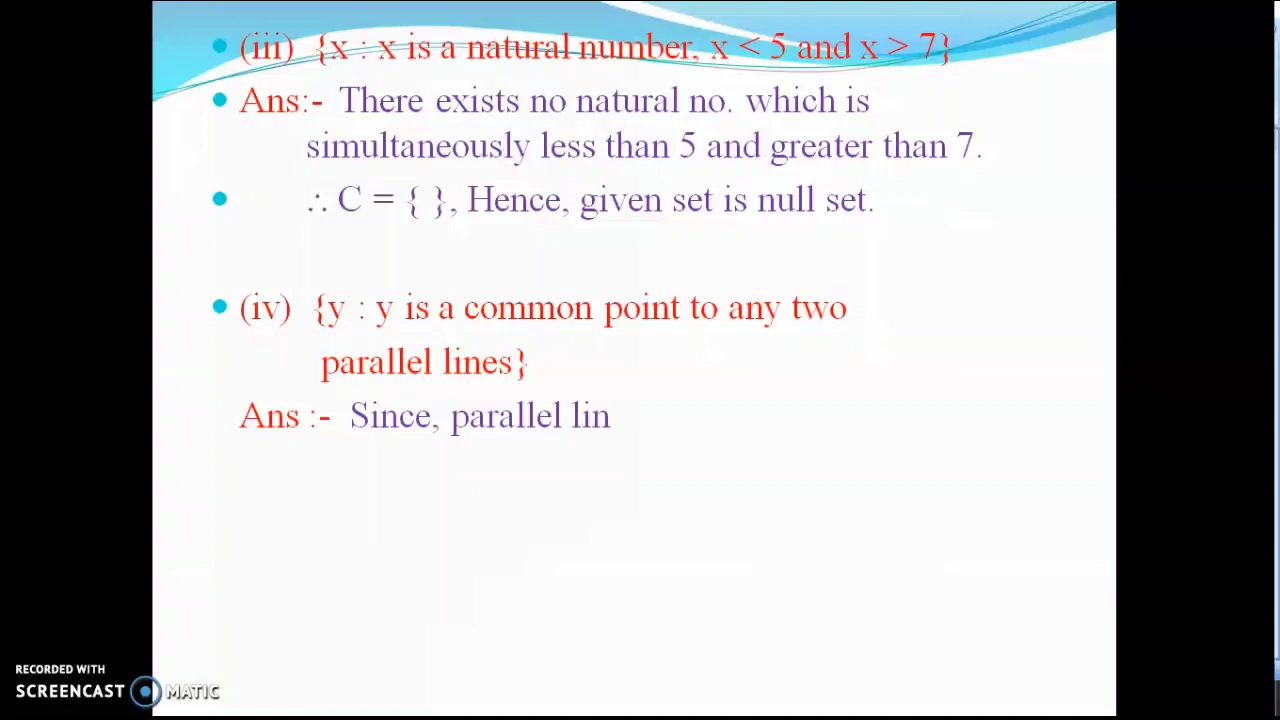 (iii) {x : x is a natural number, x < 5 and x > 7}
Ans:- There exists no natural no. which is
simultaneously less than 5 and greater than 7.
∴ C = { }, Hence, given set is null set.
(iv) {y : y is a common point to any two
parallel lines}
Ans :- Since, parallel lin
RECORDED WITH
SCREENCAST MATIC